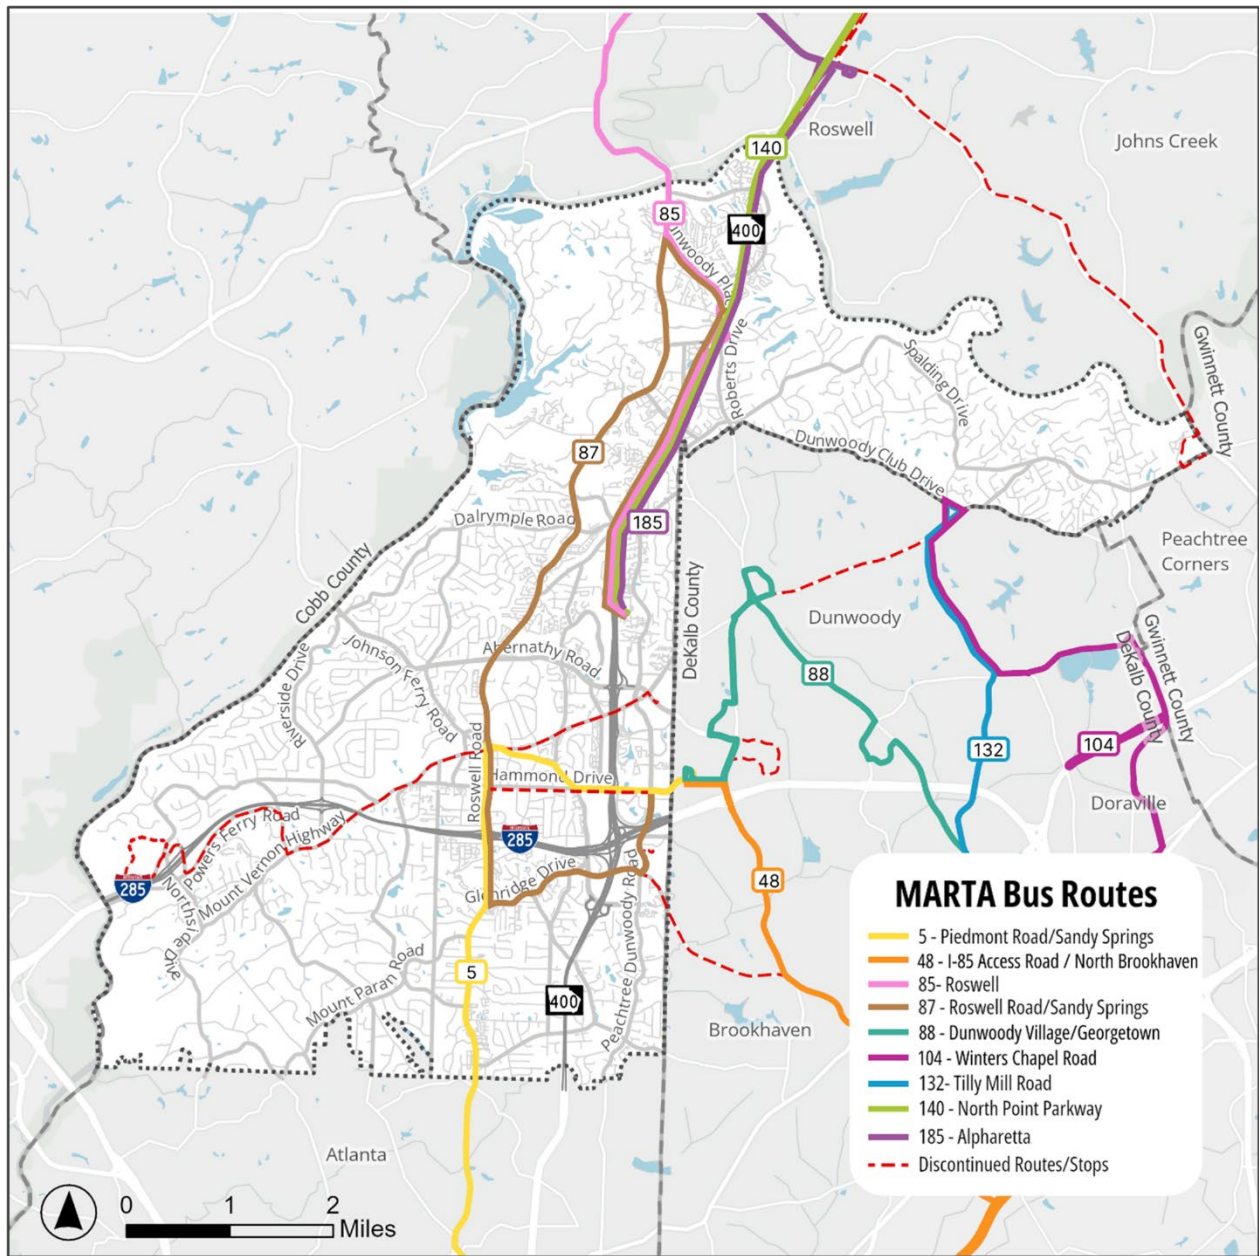 Roswell
Johns Creek
140
85
400
Dunwoody Place
Roberts Drive
Spalding Drive
Gwinnett County
Dunwoody Club Drive
87
Dalrymple Road
185
Peachtree
Corners
Cobb County
DeKalb County
Dunwoody
Gwinnett County
DeKalb County
Johnson Ferry Road
Abernathy Road
Riverside Drive
88
Roswell Road
132
104
Hammond Drive
Doraville
Powers Ferry Road
285
Mount Vernon Highway
285
Glenridge Drive
Northside Drive
48
Peachtree Dunwoody Road
5
Mount Paran Road
400
Brookhaven
Atlanta
MARTA Bus Routes
5 - Piedmont Road/Sandy Springs
48 - I-85 Access Road / North Brookhaven
85- Roswell
87 - Roswell Road/Sandy Springs
88 - Dunwoody Village/Georgetown
104 - Winters Chapel Road
132- Tilly Mill Road
140 - North Point Parkway
185 - Alpharetta
Discontinued Routes/Stops
0 1 2
Miles